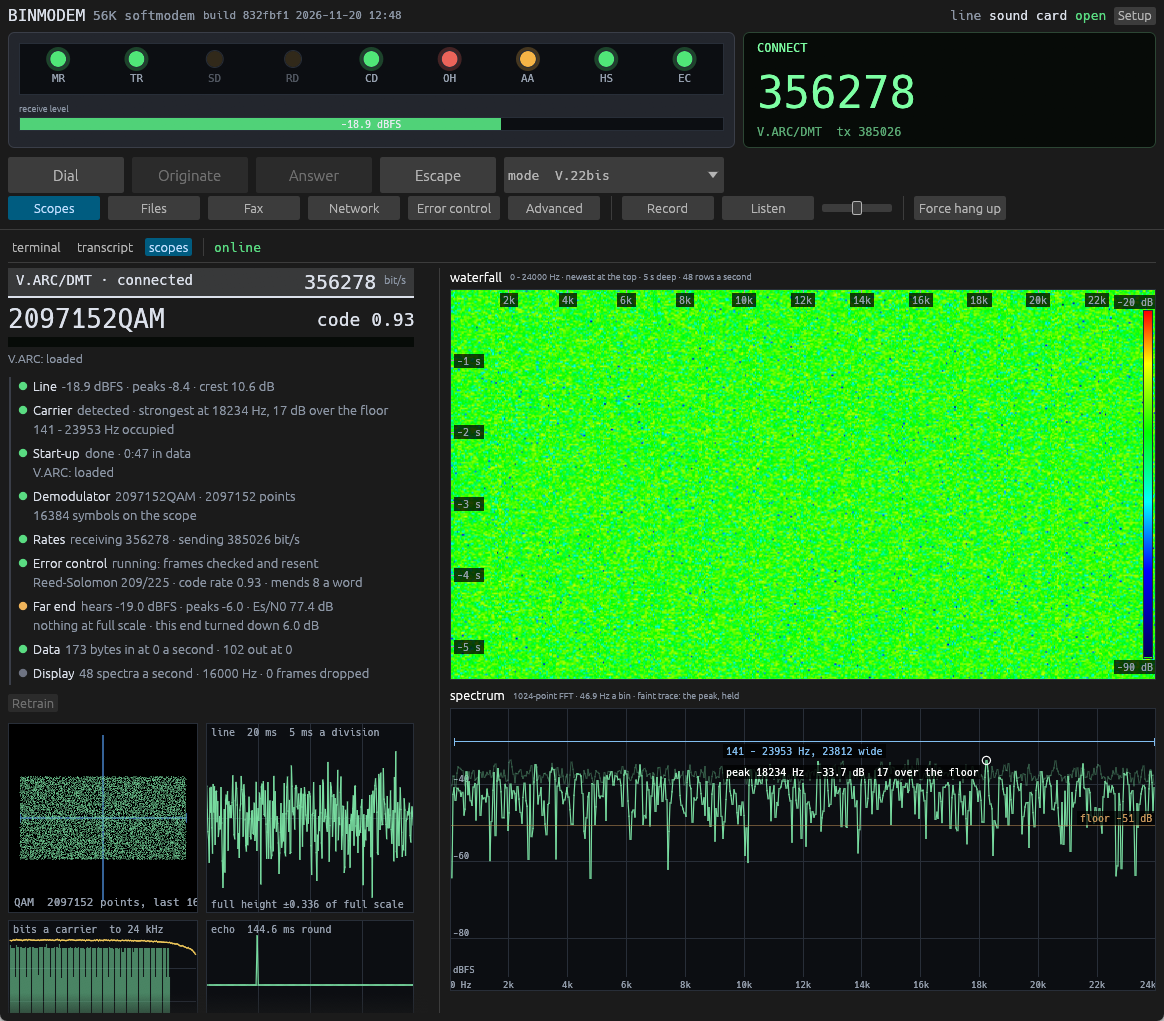 BINMODEM 56K softmodem build 832fbf1 2026-11-20 12:48
line sound card open Setup
MR TR SD RD CD OH AA HS EC
receive level
-18.9 dBFS
CONNECT
356278
V.ARC/DMT tx 385026
Dial Originate Answer Escape mode V.22bis
Scopes Files Fax Network Error control Advanced Record Listen Force hang up
terminal transcript scopes online
V.ARC/DMT · connected 356278 bit/s
2097152QAM code 0.93
V.ARC: loaded
Line -18.9 dBFS · peaks -8.4 · crest 10.6 dB
Carrier detected · strongest at 18234 Hz, 17 dB over the floor
141 - 23953 Hz occupied
Start-up done · 0:47 in data
V.ARC: loaded
Demodulator 2097152QAM · 2097152 points
16384 symbols on the scope
Rates receiving 356278 · sending 385026 bit/s
Error control running: frames checked and resent
Reed-Solomon 209/225 · code rate 0.93 · mends 8 a word
Far end hears -19.0 dBFS · peaks -6.0 · Es/N0 77.4 dB
nothing at full scale · this end turned down 6.0 dB
Data 173 bytes in at 0 a second · 102 out at 0
Display 48 spectra a second · 16000 Hz · 0 frames dropped
Retrain
QAM 2097152 points, last 16
line 20 ms 5 ms a division
full height ±0.336 of full scale
bits a carrier to 24 kHz
echo 144.6 ms round
waterfall 0 - 24000 Hz · newest at the top · 5 s deep · 48 rows a second
2k 4k 6k 8k 10k 12k 14k 16k 18k 20k 22k -20 dB
-1 s
-2 s
-3 s
-4 s
-5 s
-90 dB
spectrum 1024-point FFT · 46.9 Hz a bin · faint trace: the peak, held
141 - 23953 Hz, 23812 wide
peak 18234 Hz -33.7 dB 17 over the floor
-40
floor -51 dB
-60
-80
dBFS
0 Hz 2k 4k 6k 8k 10k 12k 14k 16k 18k 20k 22k 24k